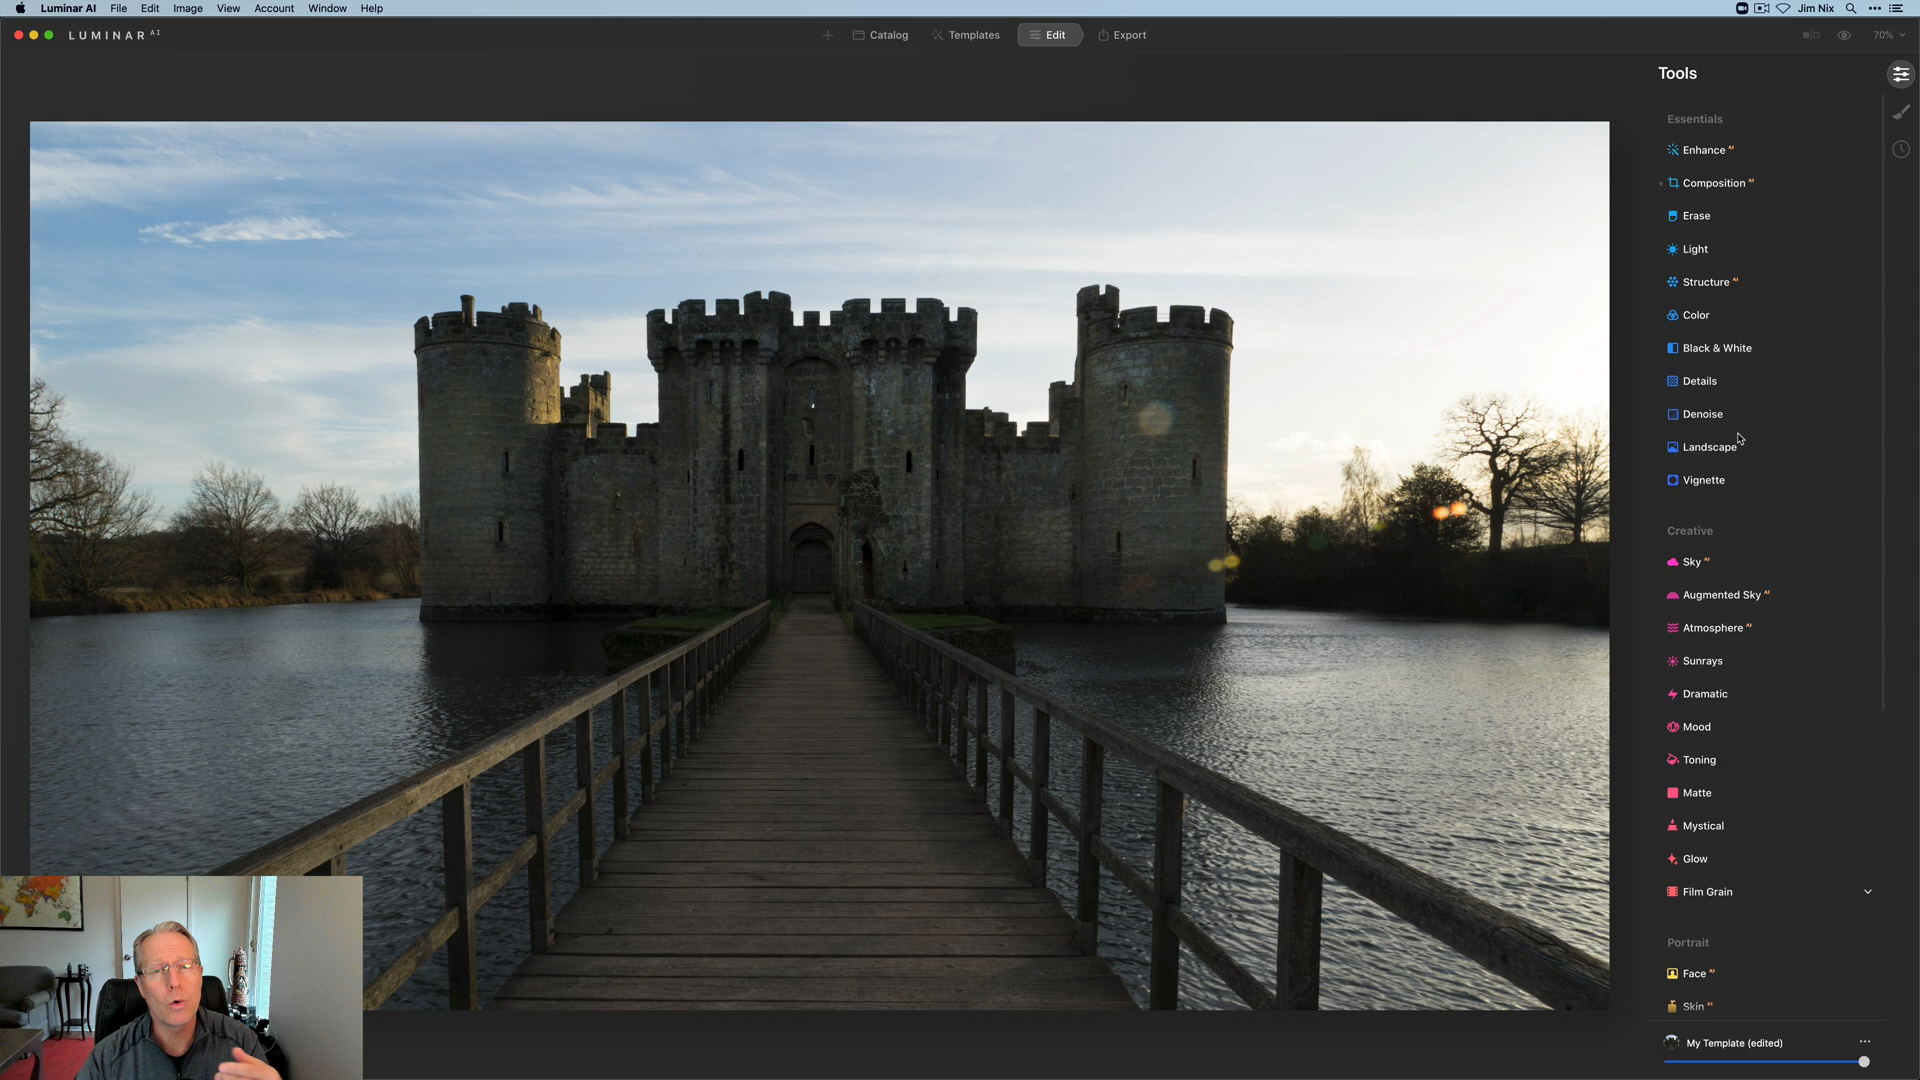 Luminar AI File Edit Image View Account Window Help Jim Nix
LUMINAR AI Catalog Templates Edit Export 70%
Tools
Essentials
Enhance AI
Composition AI
Erase
Light
Structure AI
Color
Black & White
Details
Denoise
Landscape
Vignette
Creative
Sky AI
Augmented Sky AI
Atmosphere AI
Sunrays
Dramatic
Mood
Toning
Matte
Mystical
Glow
Film Grain
Portrait
Face AI
Skin AI
My Template (edited)